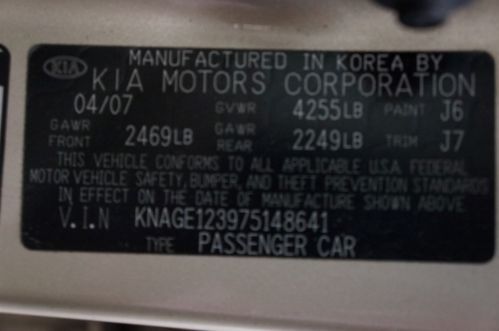 MANUFACTURED IN KOREA BY
KIA KIA MOTORS CORPORATION
04/07 GVWR 4255LB PAINT J6
GAWR FRONT 2469LB GAWR REAR 2249LB TRIM J7
THIS VEHICLE CONFORMS TO ALL APPLICABLE U.S.A. FEDERAL
MOTOR VEHICLE SAFETY, BUMPER, AND THEFT PREVENTION STANDARDS
IN EFFECT ON THE DATE OF MANUFACTURE SHOWN ABOVE
V.I.N KNAGE123975148641
TYPE PASSENGER CAR